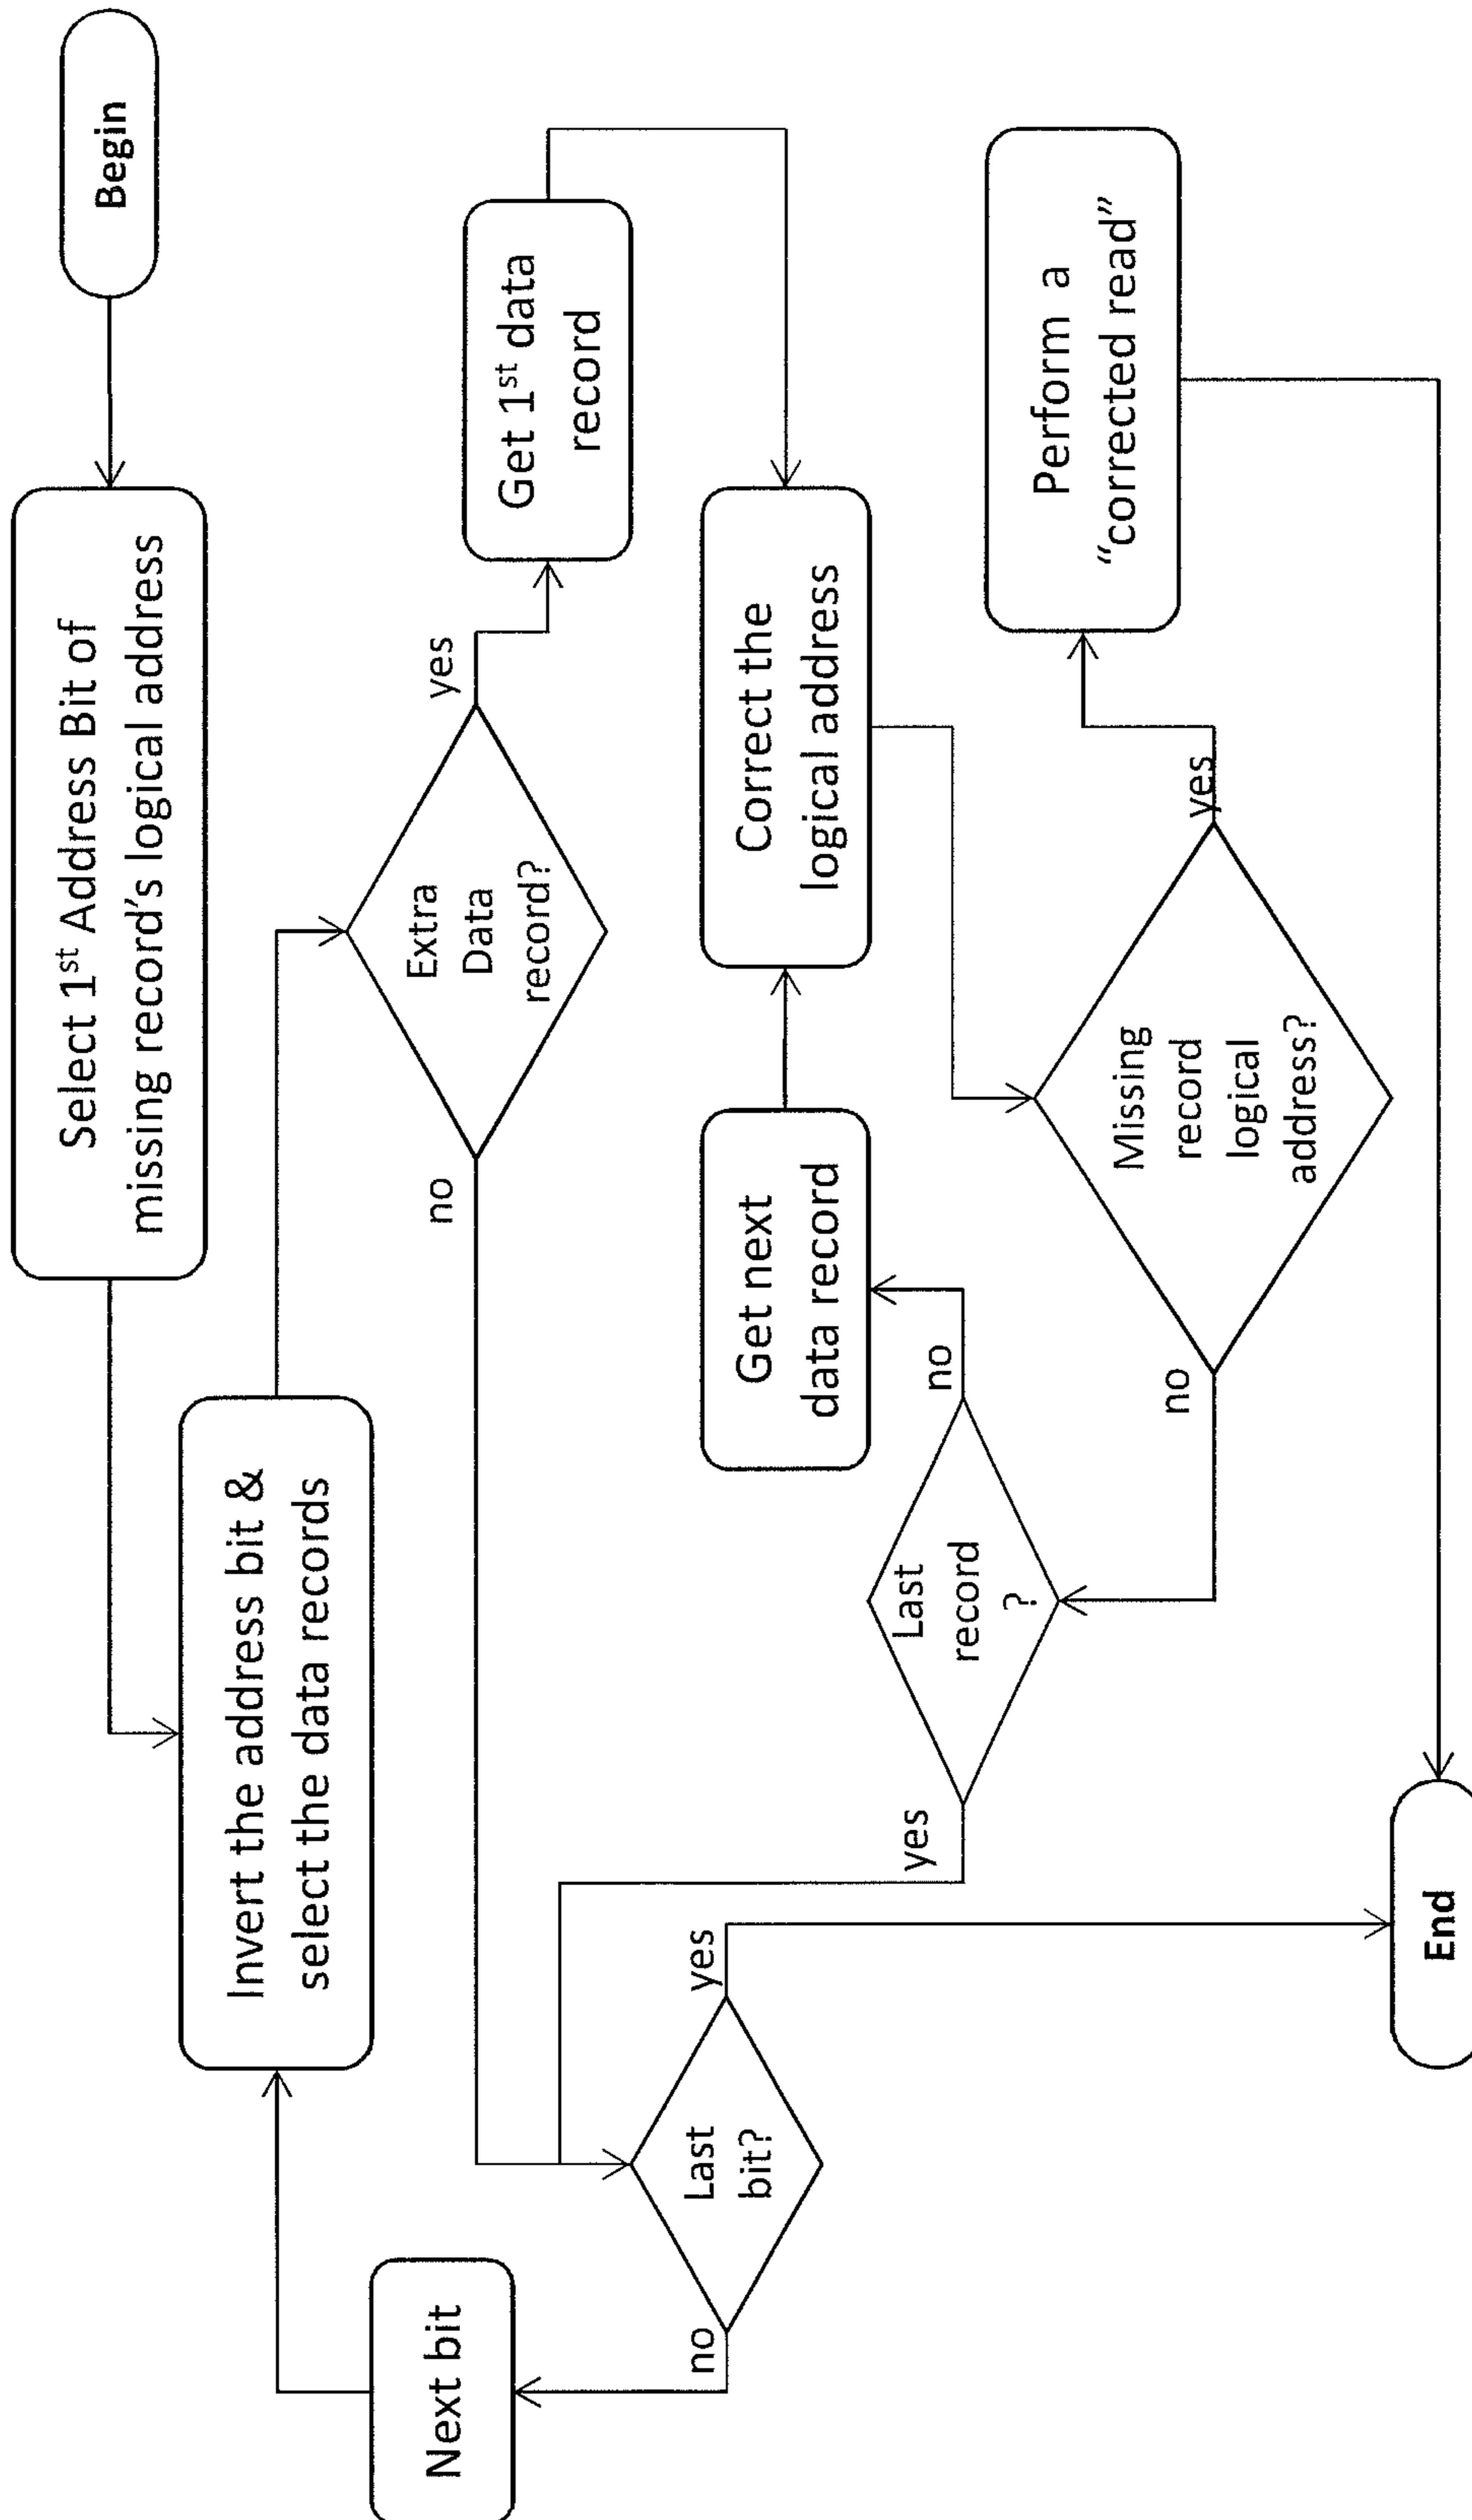 Begin
Select 1st Address Bit of
missing record's logical address
Invert the address bit &
select the data records
Extra
Data
record?
yes
no
Get 1st data
record
Correct the
logical address
Get next
data record
Missing
record
logical
address?
yes
no
Perform a
“corrected read”
Last
record
?
no
yes
Last
bit?
yes
no
Next bit
End